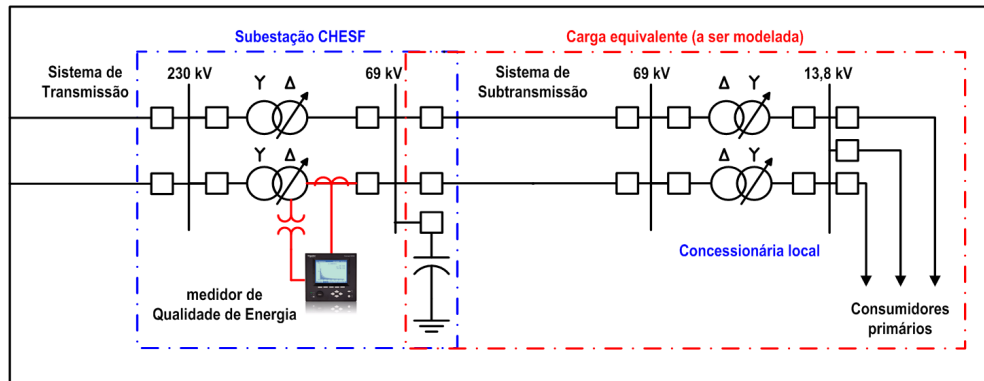 Subestação CHESF
Carga equivalente (a ser modelada)
Sistema de
Transmissão
230 kV
Y Δ
69 kV
Sistema de
Subtransmissão
69 kV
Δ Y
13,8 kV
Y Δ
Δ Y
Concessionária local
medidor de
Qualidade de Energia
Consumidores
primários